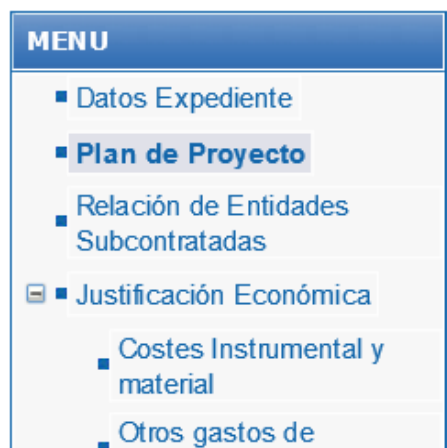 MENU
Datos Expediente
Plan de Proyecto
Relación de Entidades
Subcontratadas
Justificación Económica
Costes Instrumental y
material
Otros gastos de